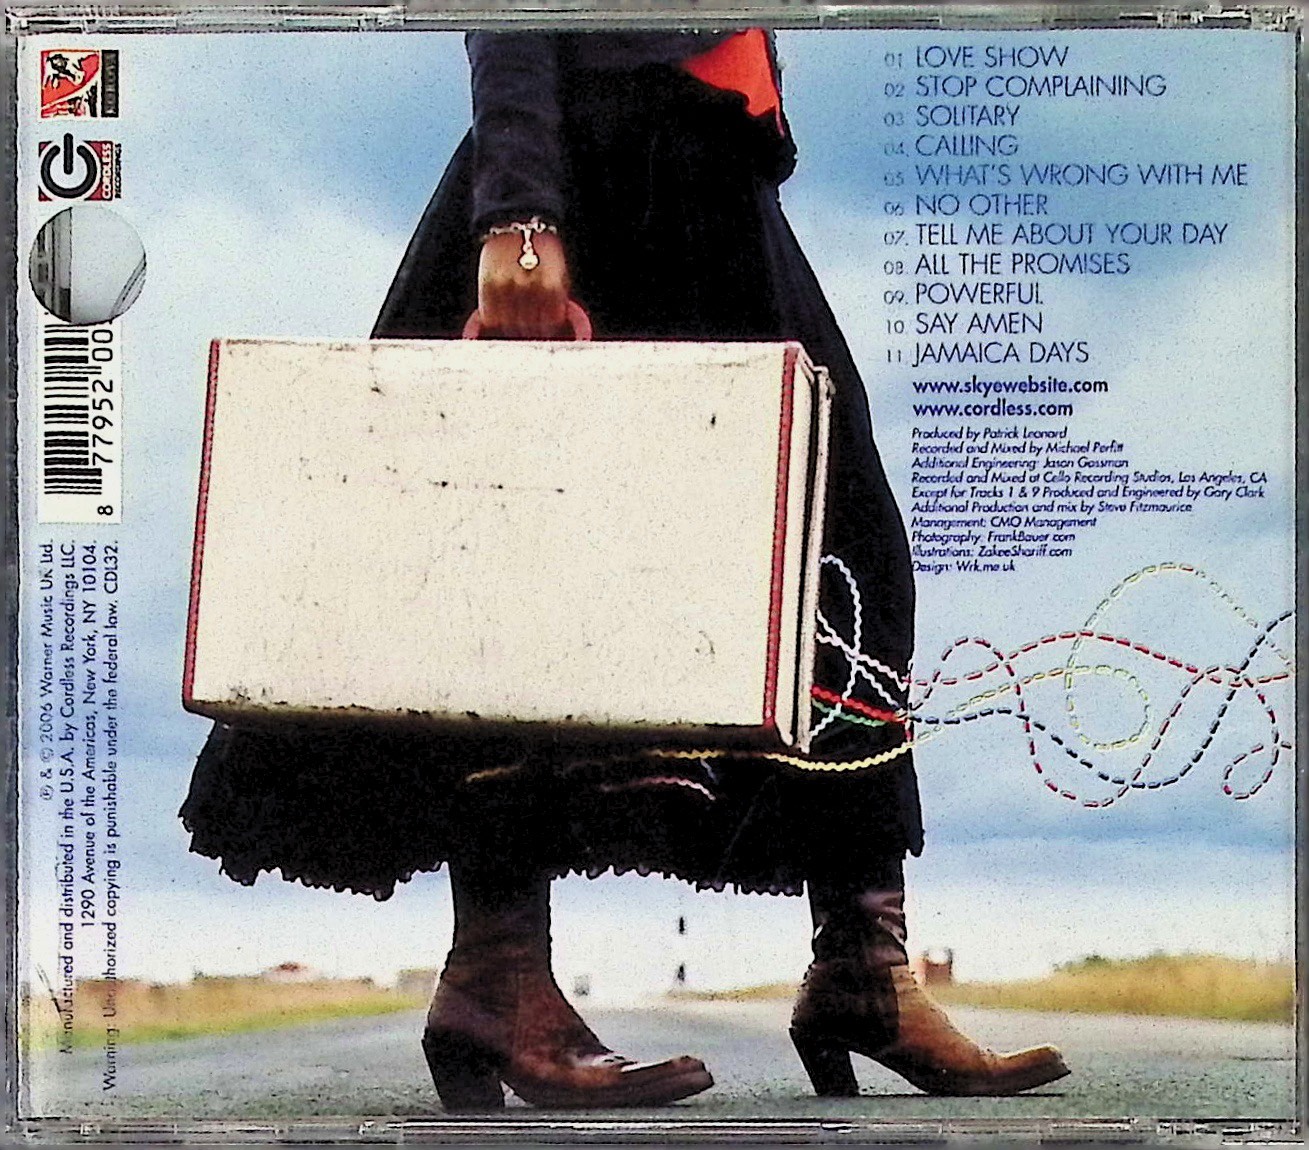 01 LOVE SHOW
02 STOP COMPLAINING
03 SOLITARY
04. CALLING
05 WHAT'S WRONG WITH ME
06 NO OTHER
07. TELL ME ABOUT YOUR DAY
08. ALL THE PROMISES
09. POWERFUL
10 SAY AMEN
11 JAMAICA DAYS
www.skyewebsite.com
www.cordless.com
Produced by Patrick Leonard
Recorded and Mixed by Michael Perfitt
Additional Engineering: Jason Gossman
Recorded and Mixed at Cello Recording Studios, Los Angeles, CA
Except for Tracks 1 & 9 Produced and Engineered by Gary Clark
Additional Production and mix by Steve Fitzmaurice
Management: CMO Management
Photography: FrankBauer.com
Illustrations: ZakeeShariff.com
Design: Wrk.me.uk
CORDLESS
RECORDINGS
8 77952 00
℗ & © 2006 Warner Music UK Ltd.
Manufactured and distributed in the U.S.A. by Cordless Recordings LLC.
1290 Avenue of the Americas, New York, NY 10104.
Warning: Unauthorized copying is punishable under the federal law. CDL32.